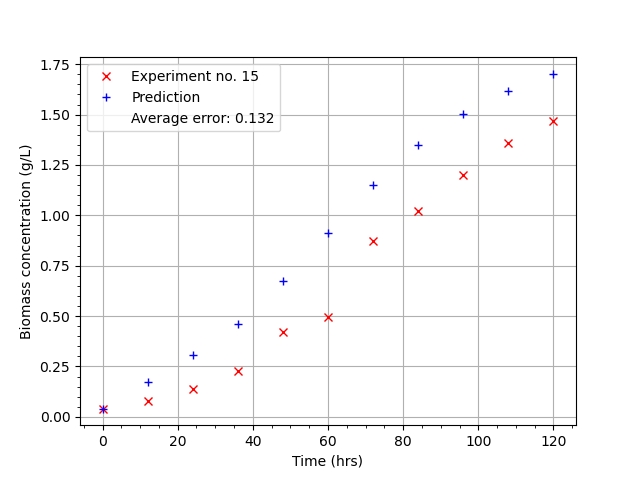 Experiment no. 15
Prediction
Average error: 0.132
Biomass concentration (g/L)
1.75
1.50
1.25
1.00
0.75
0.50
0.25
0.00
0 20 40 60 80 100 120
Time (hrs)